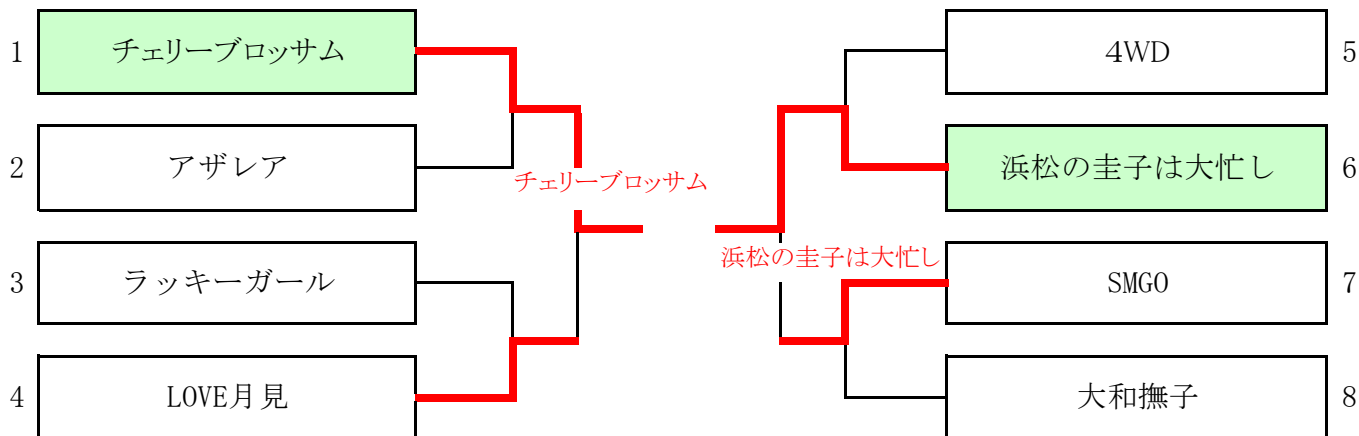 1 チェリーブロッサム
2 アザレア
3 ラッキーガール
4 LOVE月見
チェリーブロッサム
浜松の圭子は大忙し
4WD 5
浜松の圭子は大忙し 6
SMGO 7
大和撫子 8